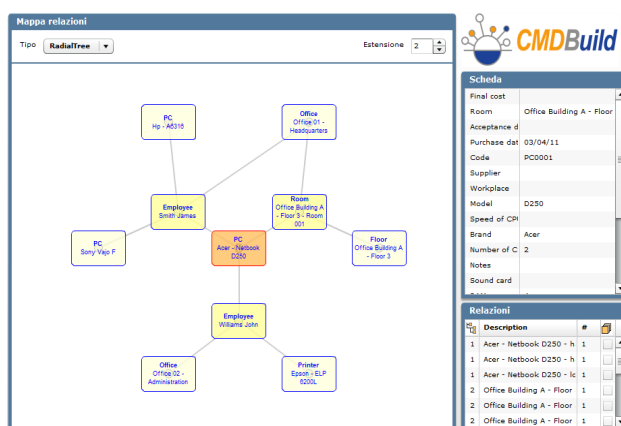 Mappa relazioni
Tipo RadialTree Estensione 2
CMDBuild
PC
Hp - A6316
Office
Office 01 -
Headquarters
Employee
Smith James
Room
Office Building A
- Floor 3 - Room
001
PC
Sony Vajo F
PC
Acer - Netbook
D250
Floor
Office Building A
- Floor 3
Employee
Williams John
Office
Office 02 -
Administration
Printer
Epson - ELP
6200L
Scheda
Final cost
Room Office Building A - Floor
Acceptance d
Purchase dat 03/04/11
Code PC0001
Supplier
Workplace
Model D250
Speed of CPU
Brand Acer
Number of C 2
Notes
Sound card
Relazioni
Description #
1 Acer - Netbook D250 - h 1
1 Acer - Netbook D250 - h 1
1 Acer - Netbook D250 - lc 1
2 Office Building A - Floor 1
2 Office Building A - Floor 1
2 Office Building A - Floor 1